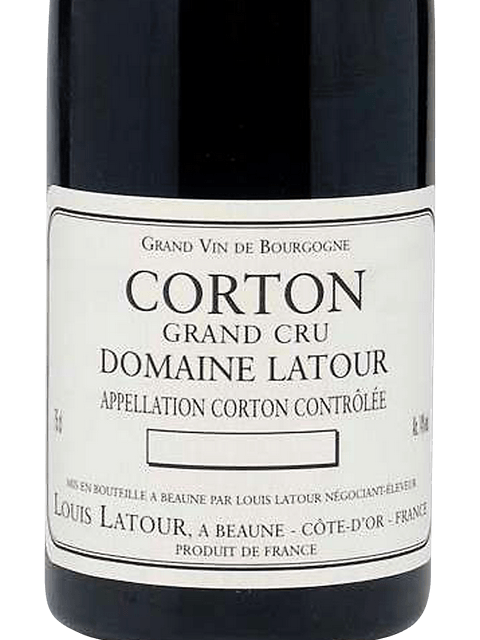 GRAND VIN DE BOURGOGNE
CORTON
GRAND CRU
DOMAINE LATOUR
APPELLATION CORTON CONTRÔLÉE
75cl
MIS EN BOUTEILLE A BEAUNE PAR LOUIS LATOUR NÉGOCIANT-ÉLEVEUR
LOUIS LATOUR, A BEAUNE - CÔTE-D'OR - FRANCE
PRODUIT DE FRANCE